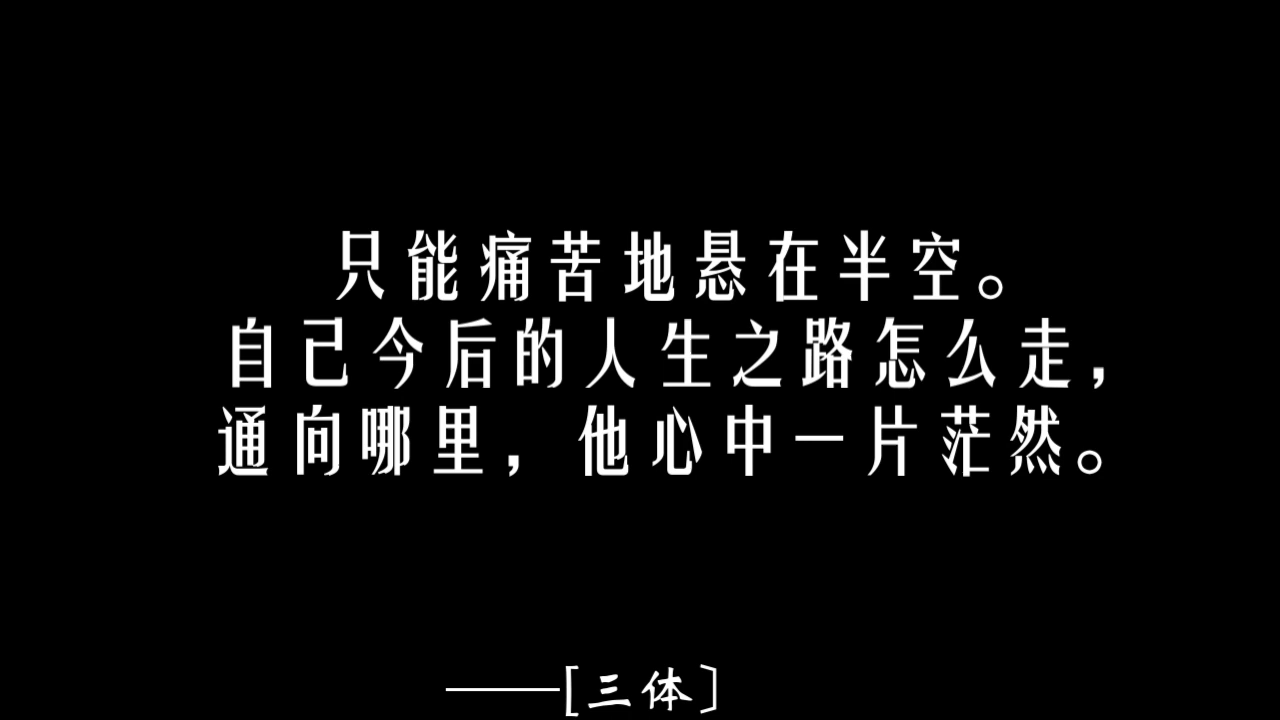 只能痛苦地悬在半空。
自己今后的人生之路怎么走，
通向哪里，他心中一片茫然。
——[三体]